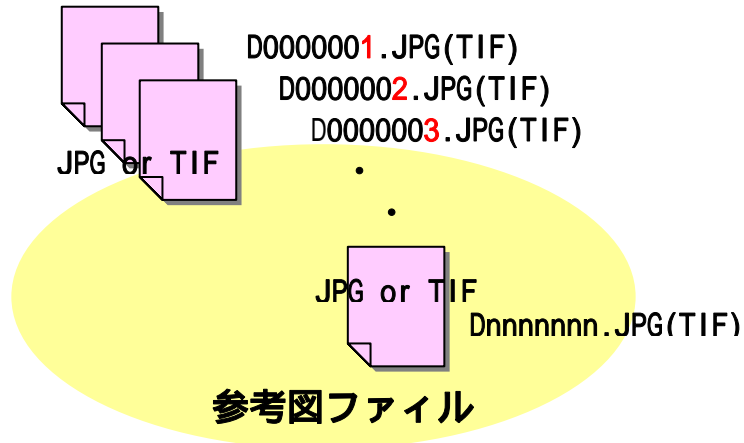 D0000001.JPG(TIF)
D0000002.JPG(TIF)
D0000003.JPG(TIF)
JPG or TIF
・
・
JPG or TIF
Dnnnnnnn.JPG(TIF)
参考図ファィル